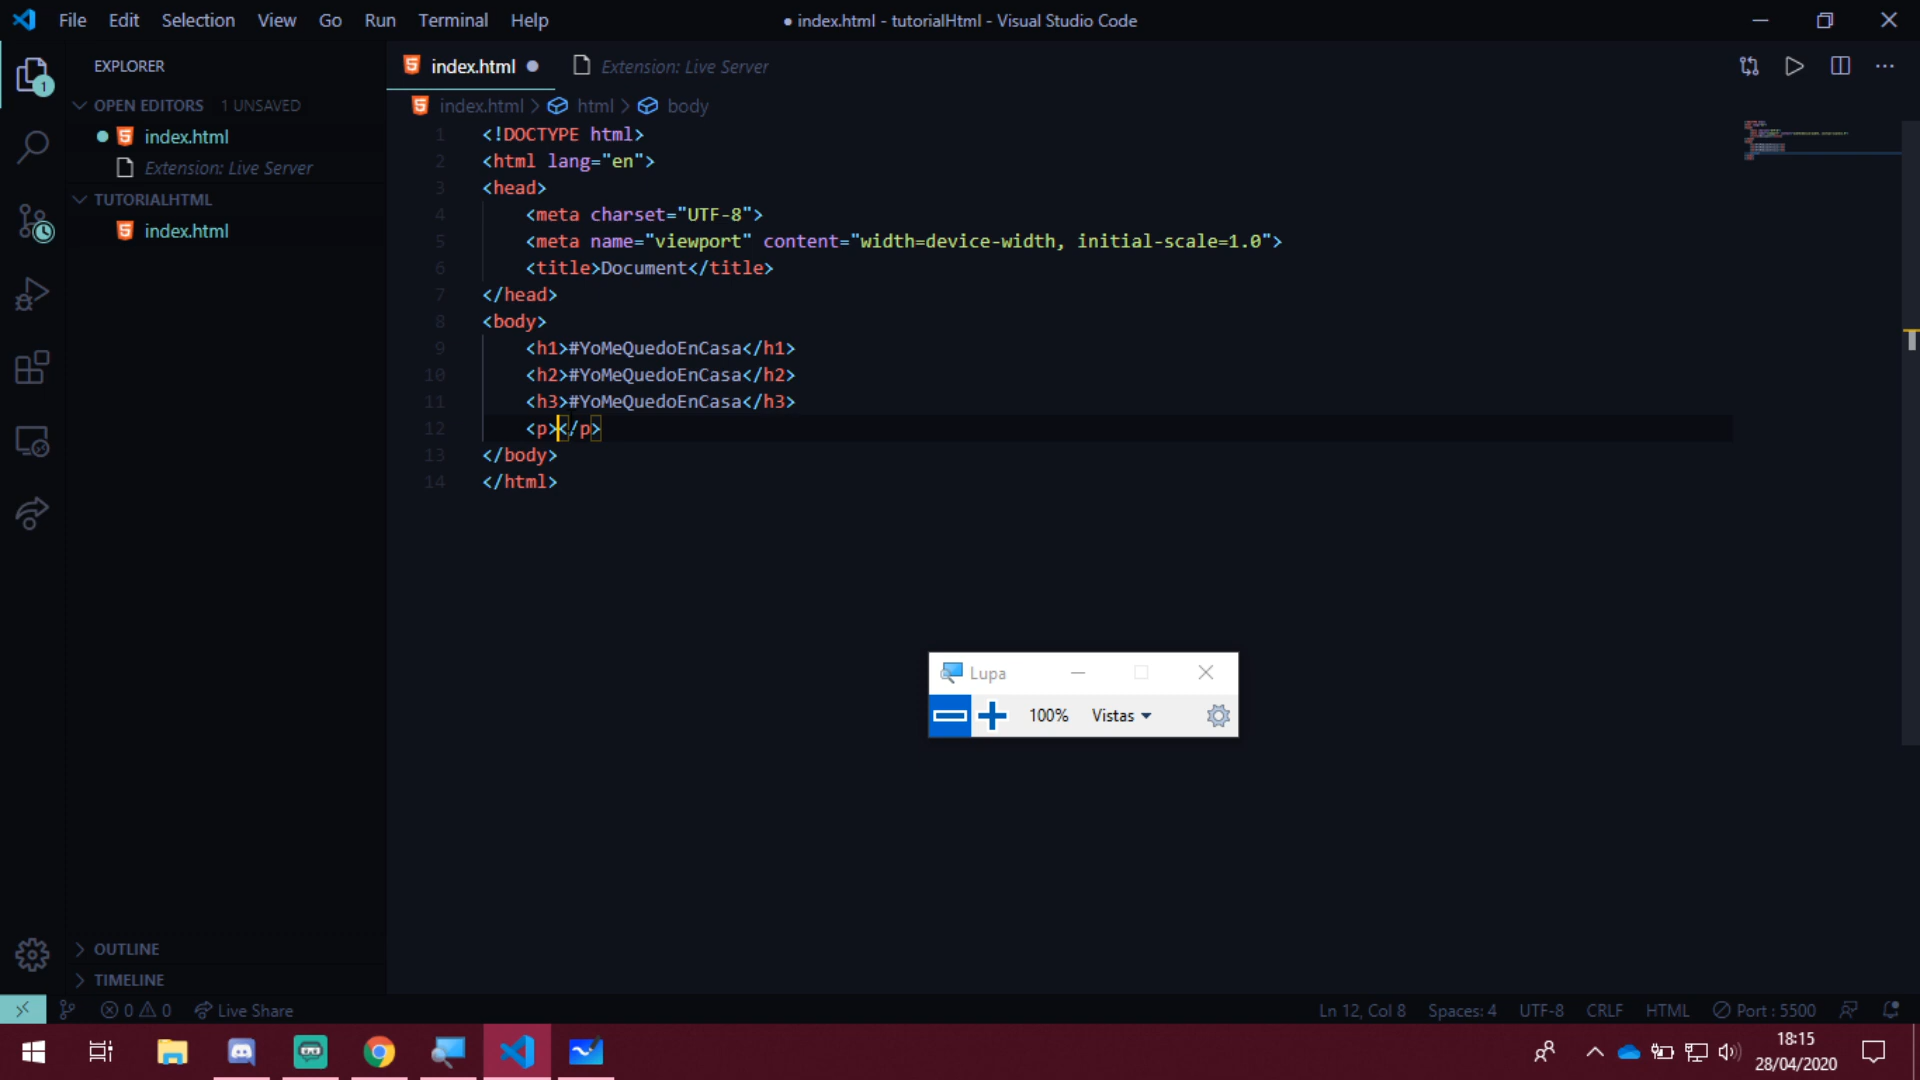 File Edit Selection View Go Run Terminal Help
● index.html - tutorialHtml - Visual Studio Code
EXPLORER
OPEN EDITORS 1 UNSAVED
index.html
Extension: Live Server
TUTORIALHTML
index.html
OUTLINE
TIMELINE
1
index.html ●
Extension: Live Server
index.html > html > body
1 <!DOCTYPE html>
2 <html lang="en">
3 <head>
4 <meta charset="UTF-8">
5 <meta name="viewport" content="width=device-width, initial-scale=1.0">
6 <title>Document</title>
7 </head>
8 <body>
9 <h1>#YoMeQuedoEnCasa</h1>
10 <h2>#YoMeQuedoEnCasa</h2>
11 <h3>#YoMeQuedoEnCasa</h3>
12 <p></p>
13 </body>
14 </html>
Lupa
100% Vistas
0 0 Live Share
Ln 12, Col 8 Spaces: 4 UTF-8 CRLF HTML Port : 5500
18:15
28/04/2020